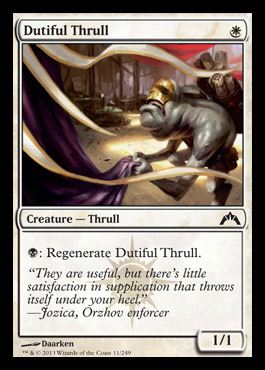 Dutiful Thrull
Creature — Thrull
: Regenerate Dutiful Thrull.
“They are useful, but there’s little
satisfaction in supplication that throws
itself under your heel.”
—Jozica, Orzhov enforcer
Daarken
1/1
™ & © 2013 Wizards of the Coast 11/249